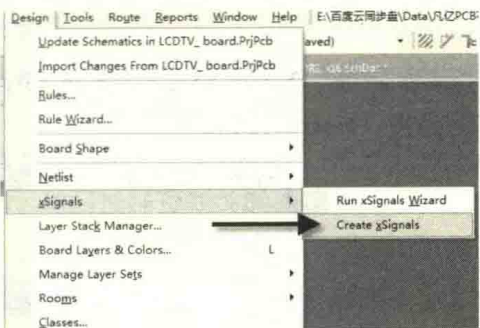 Design Tools Route Reports Window Help E:\百度云同步盘\Data\凡亿PCB
Update Schematics in LCDTV_ board.PrjPcb
aved)
Import Changes From LCDTV_ board.PrjPcb
Rules...
Rule Wizard...
Board Shape
Netlist
xSignals
Run xSignals Wizard
Layer Stack Manager...
Create xSignals
Board Layers & Colors... L
Manage Layer Sets
Rooms
Classes...